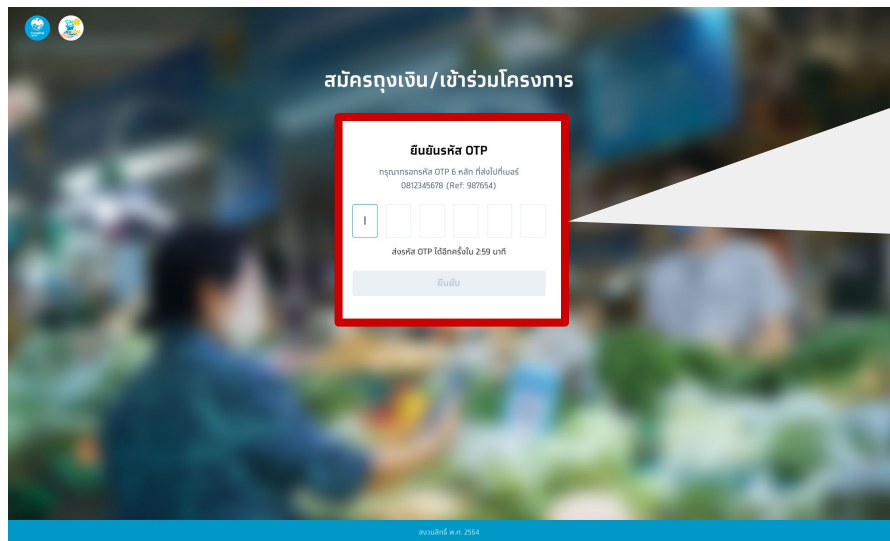 สมัครถุงเงิน/เข้าร่วมโครงการ
ยืนยันรหัส OTP
กรุณากรอกรหัส OTP 6 หลัก ที่ส่งไปที่เบอร์
0812345678 (Ref: 987654)
ส่งรหัส OTP ได้อีกครั้งใน 2:59 นาที
ยืนยัน
สงวนสิทธิ์ พ.ศ. 2564